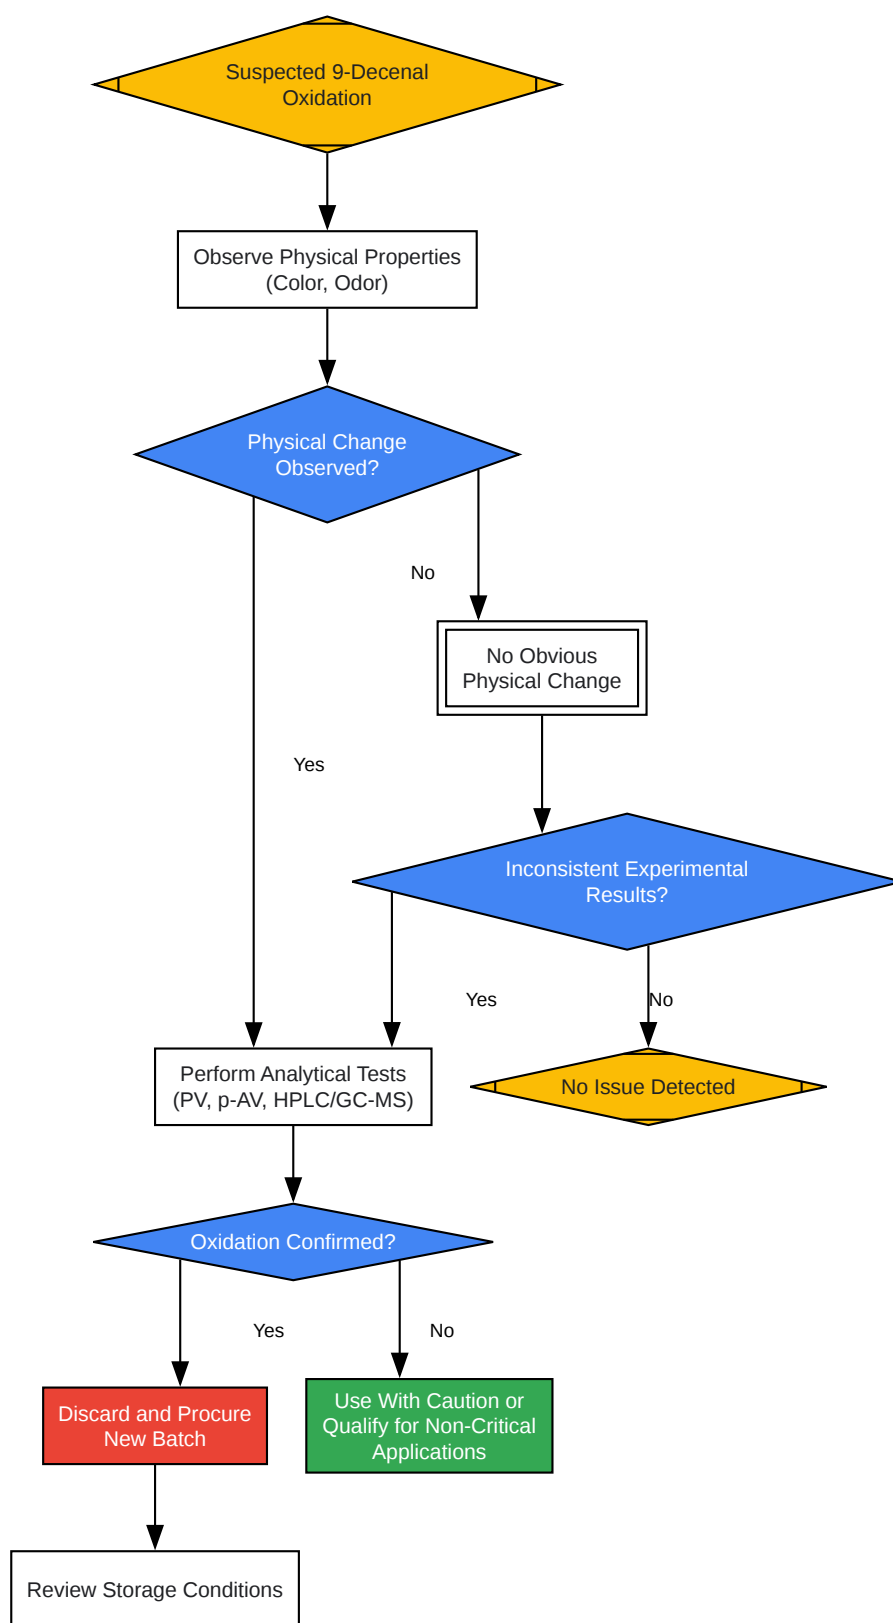 Suspected 9-Decenal
Oxidation
Observe Physical Properties
(Color, Odor)
Physical Change
Observed?
No
No Obvious
Physical Change
Yes
Inconsistent Experimental
Results?
Yes
No
Perform Analytical Tests
(PV, p-AV, HPLC/GC-MS)
No Issue Detected
Oxidation Confirmed?
Yes
No
Discard and Procure
New Batch
Use With Caution or
Qualify for Non-Critical
Applications
Review Storage Conditions